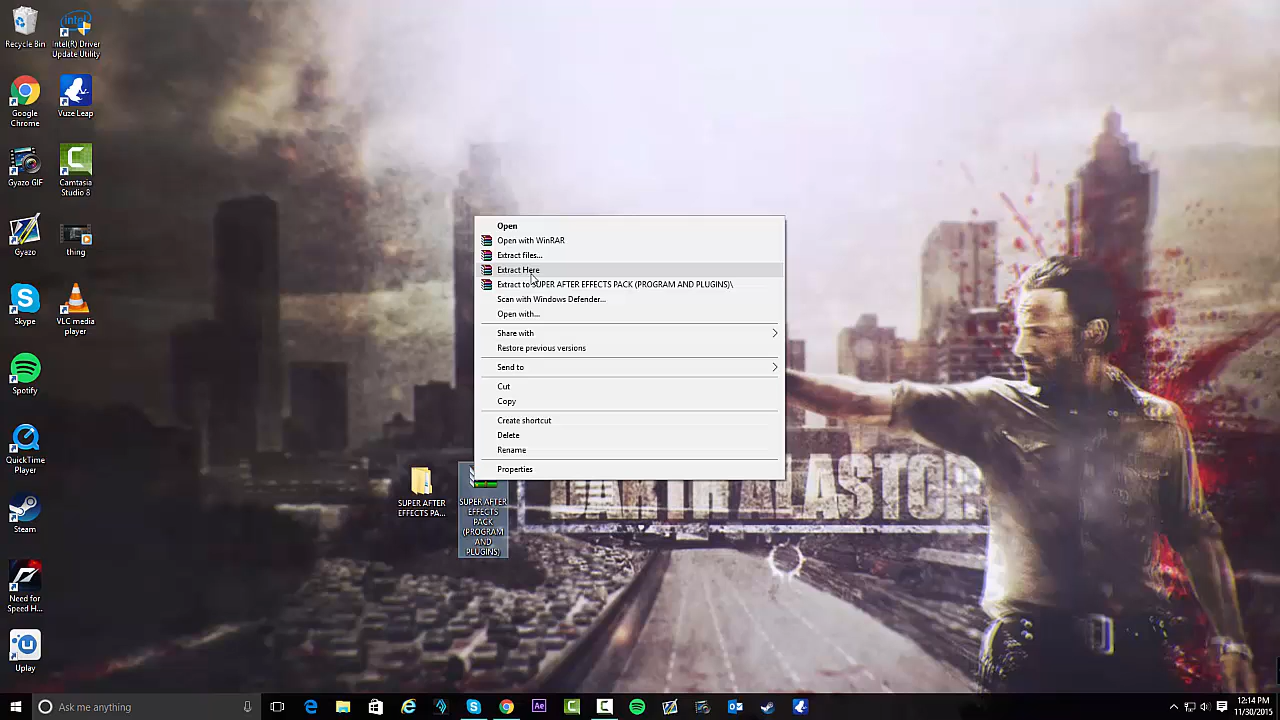 Recycle Bin
Intel(R) Driver
Update Utility
Google
Chrome
Vuze Leap
Gyazo GIF
Camtasia
Studio 8
Gyazo
thing
Skype
VLC media
player
Spotify
QuickTime
Player
Steam
Need for
Speed H...
Uplay
Open
Open with WinRAR
Extract files...
Extract Here
Extract to SUPER AFTER EFFECTS PACK (PROGRAM AND PLUGINS)\
Scan with Windows Defender...
Open with...
Share with
Restore previous versions
Send to
Cut
Copy
Create shortcut
Delete
Rename
Properties
SUPER AFTER
EFFECTS PA...
SUPER AFTER
EFFECTS
PACK
(PROGRAM
AND
PLUGINS)
DARTHALASTOR
Ask me anything
12:14 PM
11/30/2015